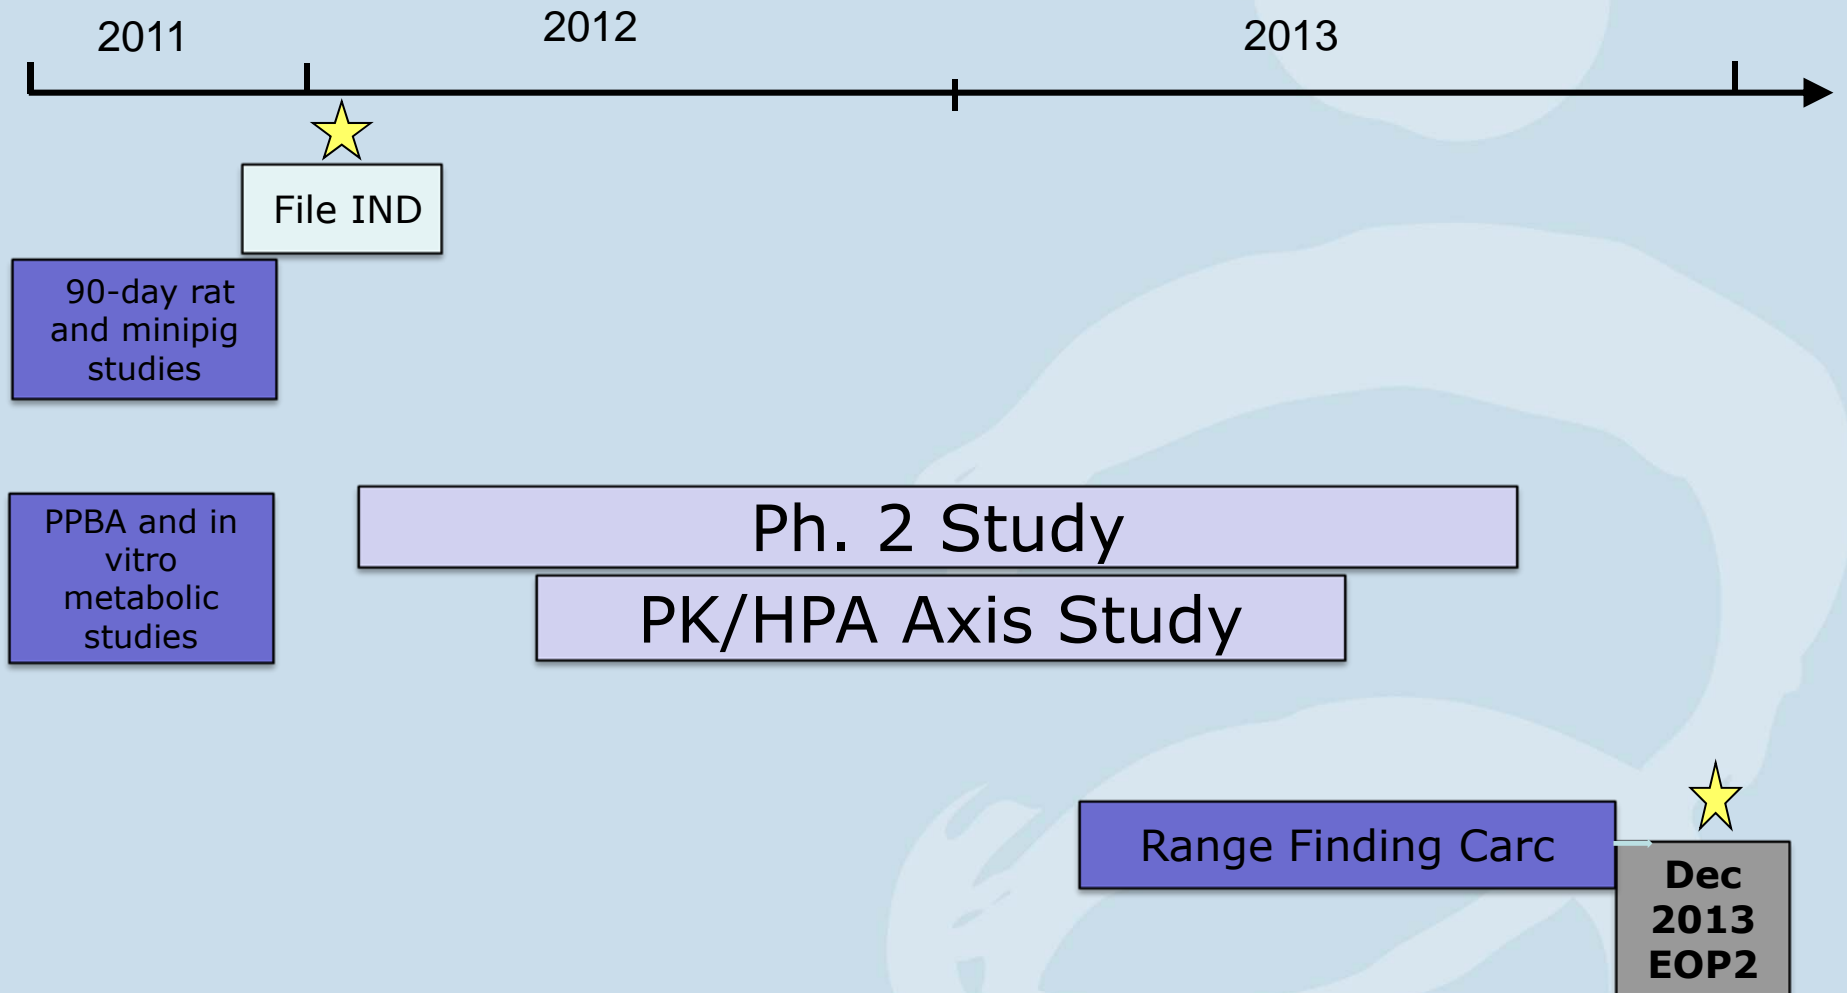 2011
2012
2013
File IND
90-day rat
and minipig
studies
PPBA and in
vitro
metabolic
studies
Ph. 2 Study
PK/HPA Axis Study
Range Finding Carc
Dec
2013
EOP2